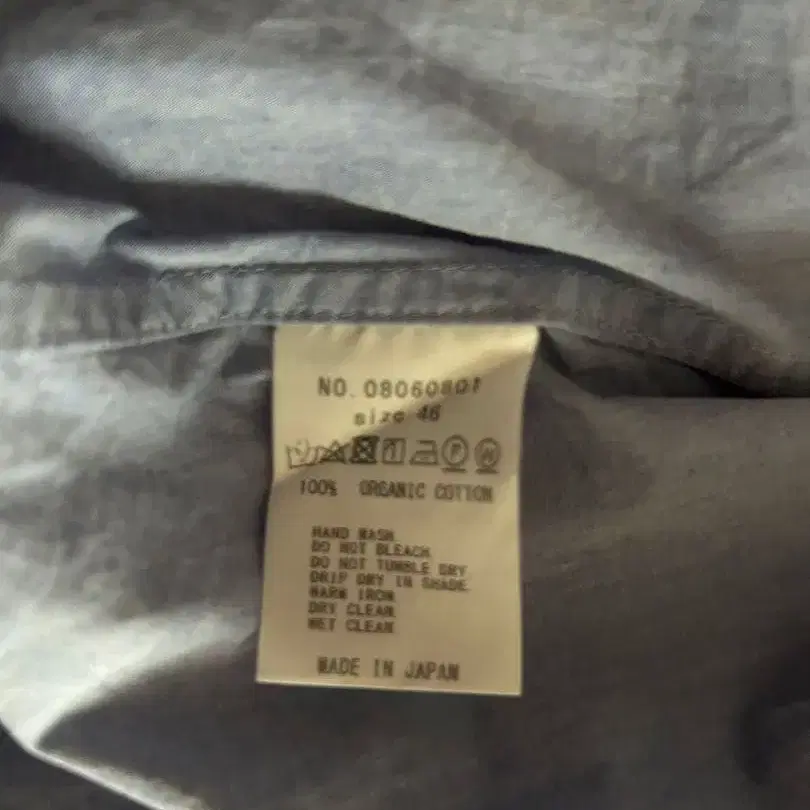 NO. 08060801
size 46
100% ORGANIC COTTON
HAND WASH
DO NOT BLEACH
DO NOT TUMBLE DRY
DRIP DRY IN SHADE
WARM IRON
DRY CLEAN
WET CLEAN
MADE IN JAPAN